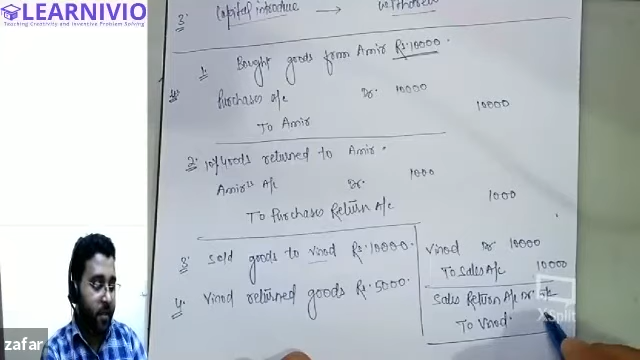 LEARNIVIO
Teaching Creativity and Inventive Problem Solving
3. Capital introduce → withdraw
1. Bought goods from Amir Rs. 10000.
Purchases A/c Dr. 10000
To Amir 10000
2. 10% goods returned to Amir.
Amir's A/c Dr. 1000
To Purchases Return A/c 1000
3. Sold goods to Vinod Rs. 10000.
4. Vinod returned goods Rs. 5000.
Vinod Dr 10000
To Sales A/c 10000
Sales Return A/c Dr.
To Vinod.
XSplit
zafar